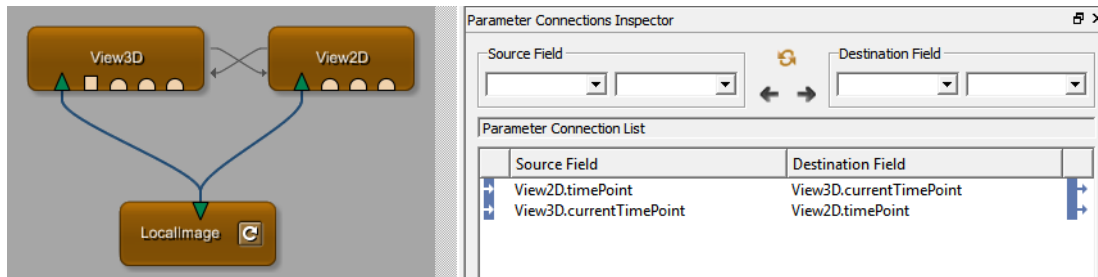 View3D
View2D
LocalImage
Parameter Connections Inspector
Source Field
Destination Field
Parameter Connection List
Source Field Destination Field
View2D.timePoint View3D.currentTimePoint
View3D.currentTimePoint View2D.timePoint